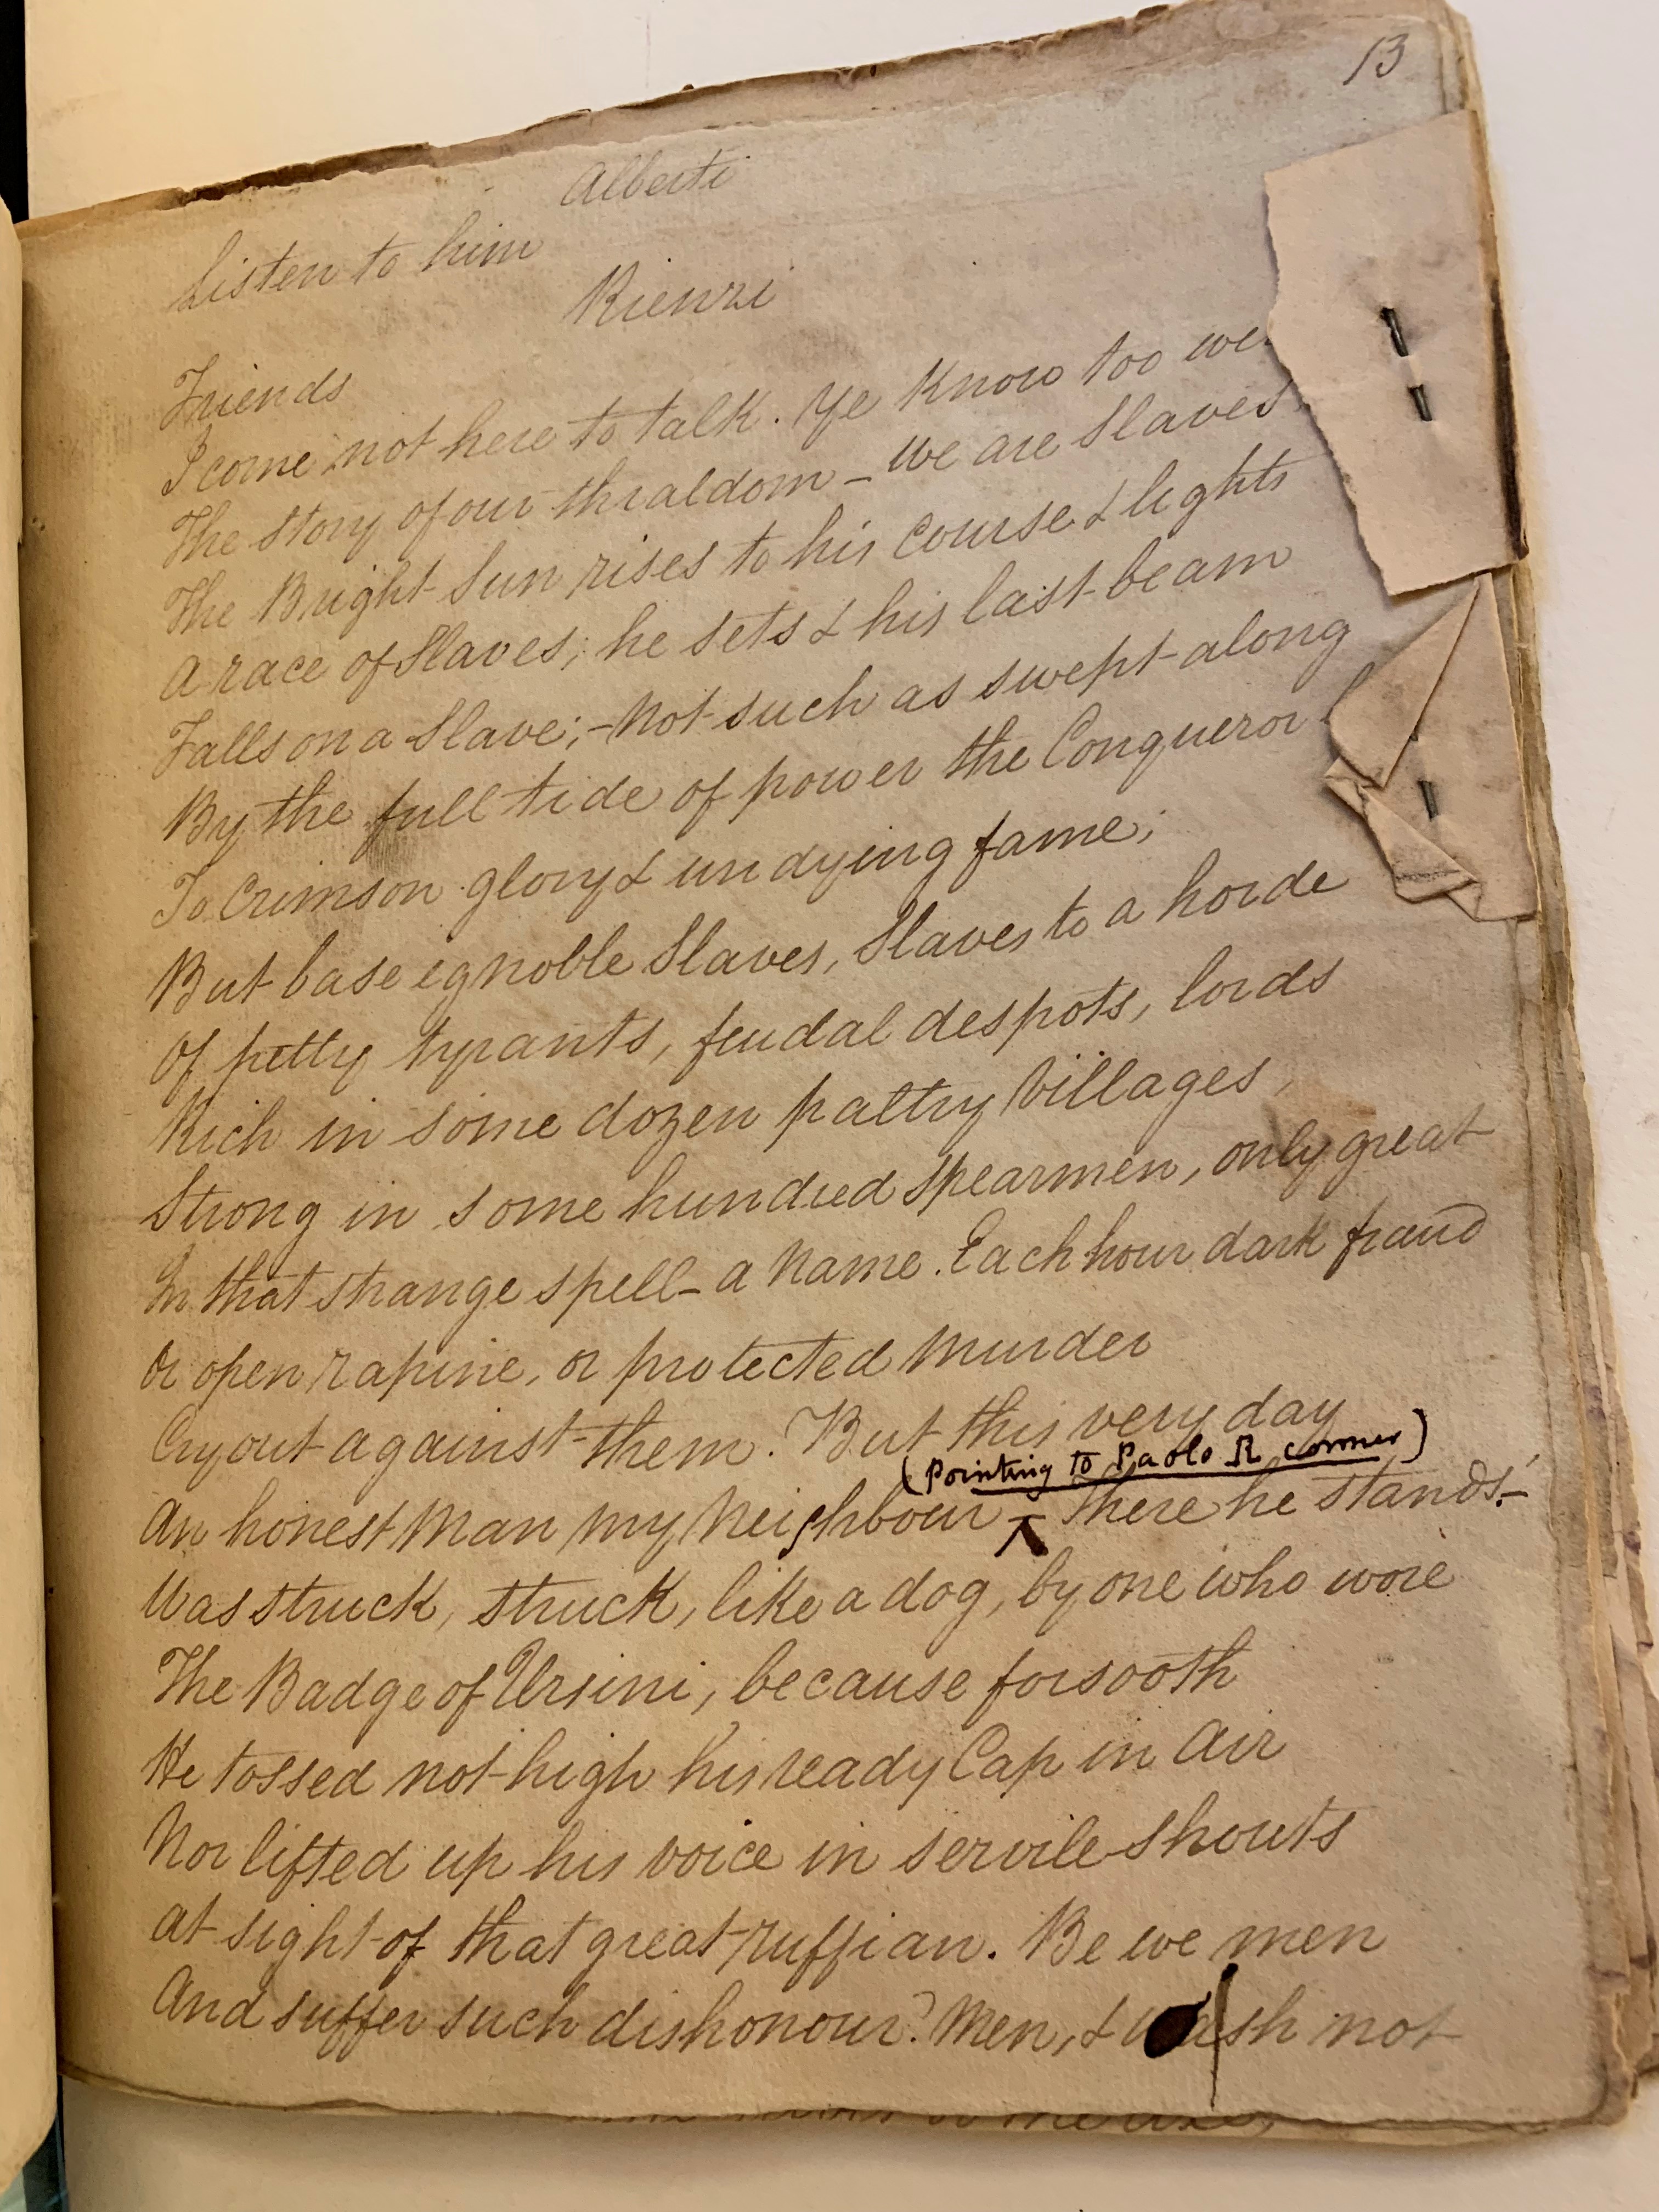 13
Alberti
Listen to him
Rienzi
Friends
I come not here to talk. Ye Know too
The Story of our thraldom – we are Slaves
The Bright Sun rises to his Course & lights
A race of Slaves; he sets & his last beam
Falls on a Slave; – Not such as swept along
By the full tide of power the Conqueror
To Crimson glory & undying fame;
But base ignoble Slaves, Slaves to a horde
Of petty tyrants, feudal despots, lords
Rich in some dozen paltry Villages,
Strong in some hundred spearmen, only great
In that strange spell – a Name. Each hour dark fraud
Or open rapine, or protected Murder
Cry out against them. But this very day
(Pointing to Paolo R corner)
An honest Man my Neighbour – there he stands! –
Was struck, struck, like a dog, by one who wore
The Badge of Ursini, because forsooth
He tossed not high his ready Cap in Air
Nor lifted up his voice in servile Shouts
At sight of that great ruffian. Be we men
And suffer such dishonour? Men, & wash not